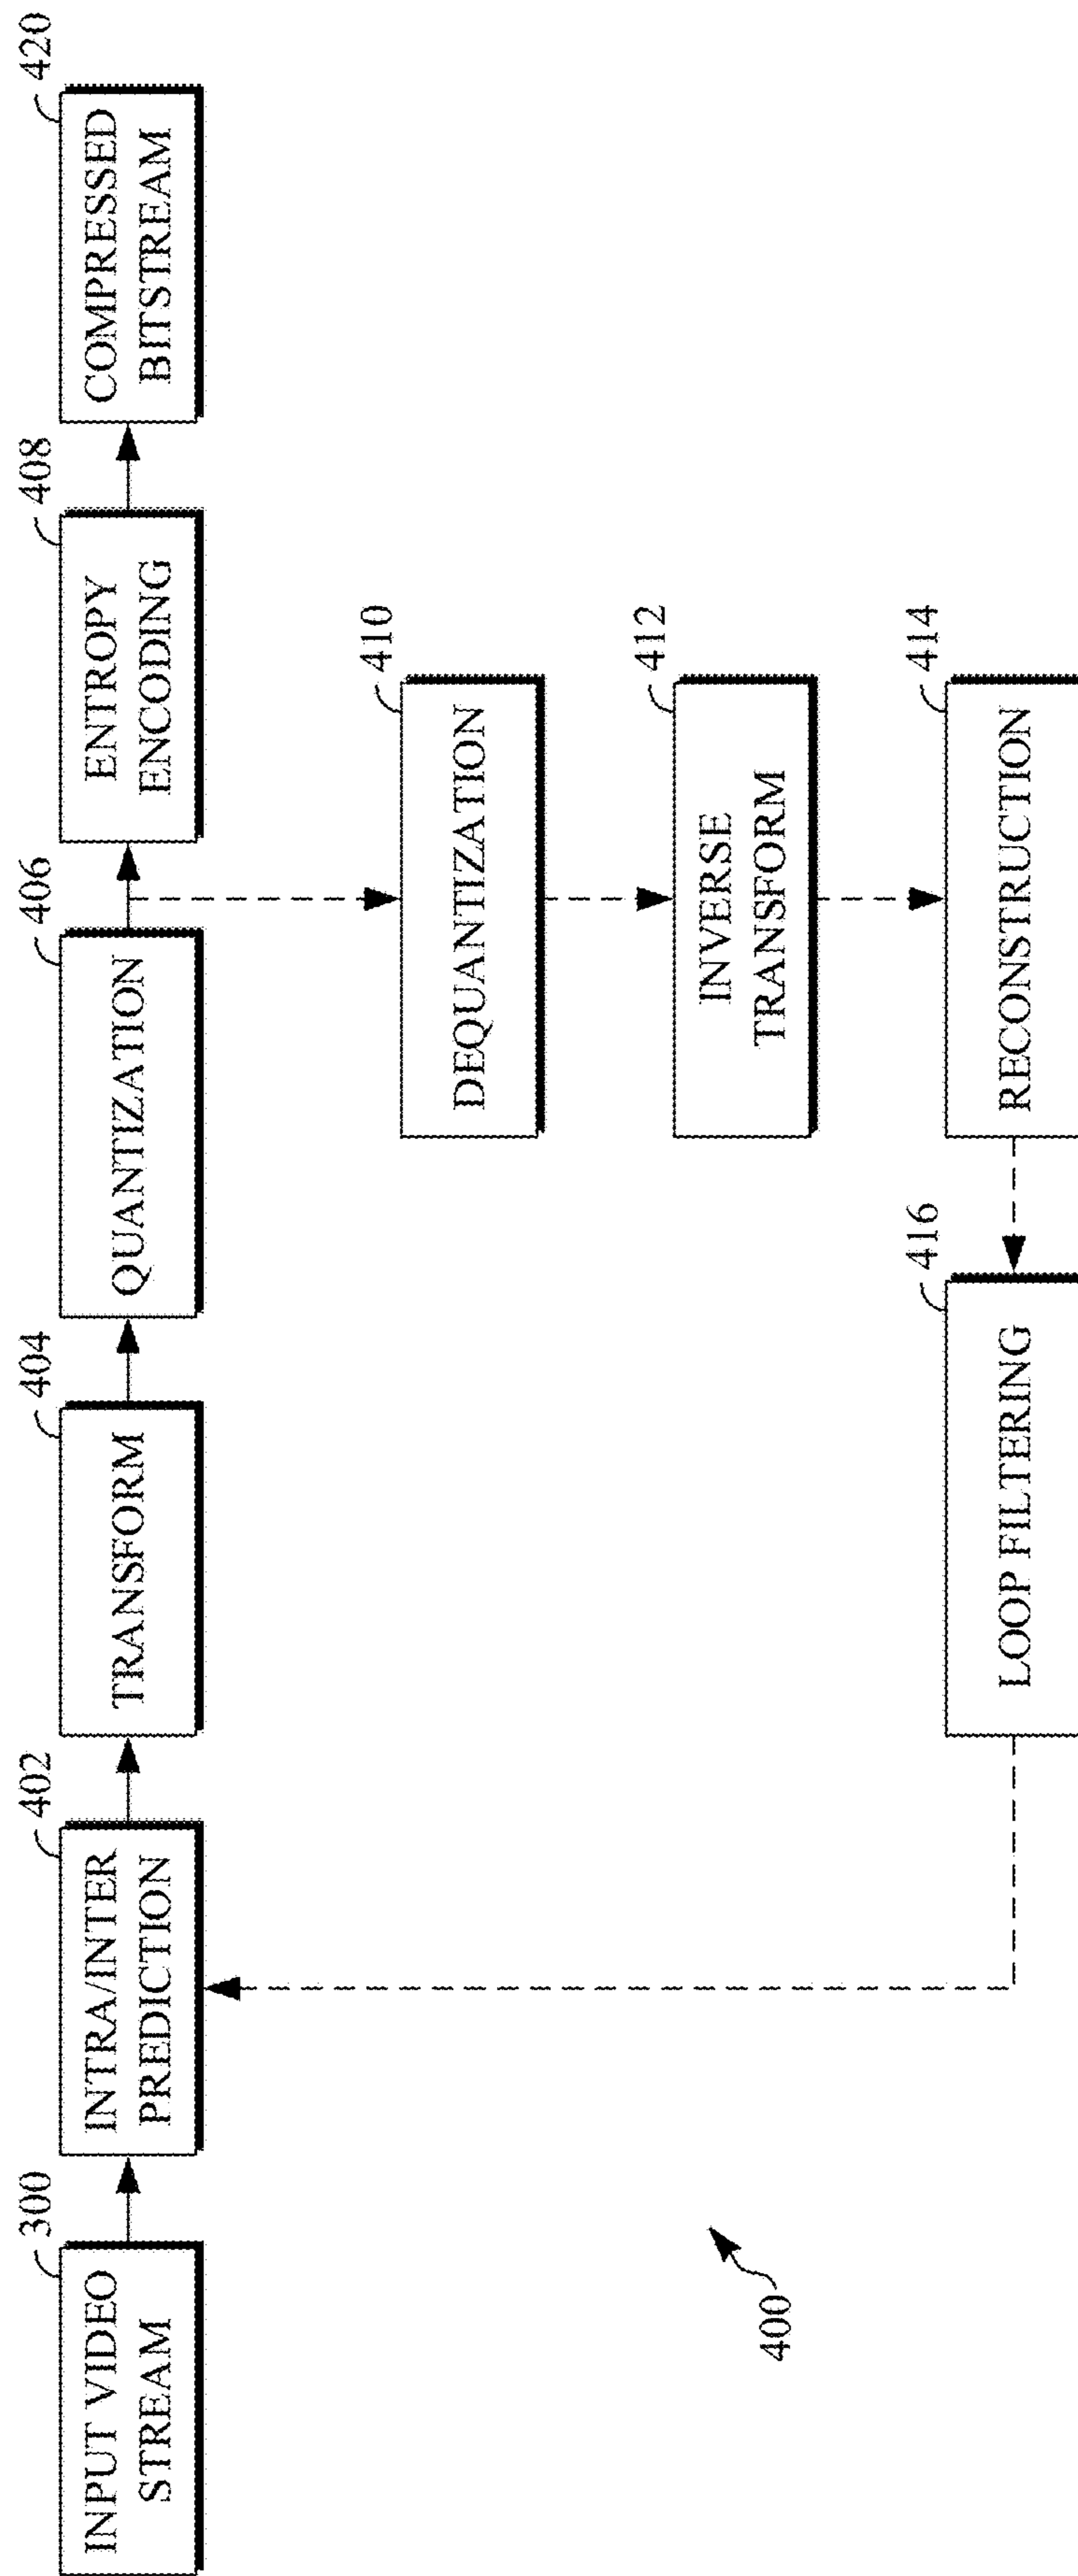 300
INPUT VIDEO
STREAM
402
INTRA/INTER
PREDICTION
404
TRANSFORM
406
QUANTIZATION
408
ENTROPY
ENCODING
420
COMPRESSED
BITSTREAM
410
DEQUANTIZATION
412
INVERSE
TRANSFORM
416
LOOP FILTERING
414
RECONSTRUCTION
400